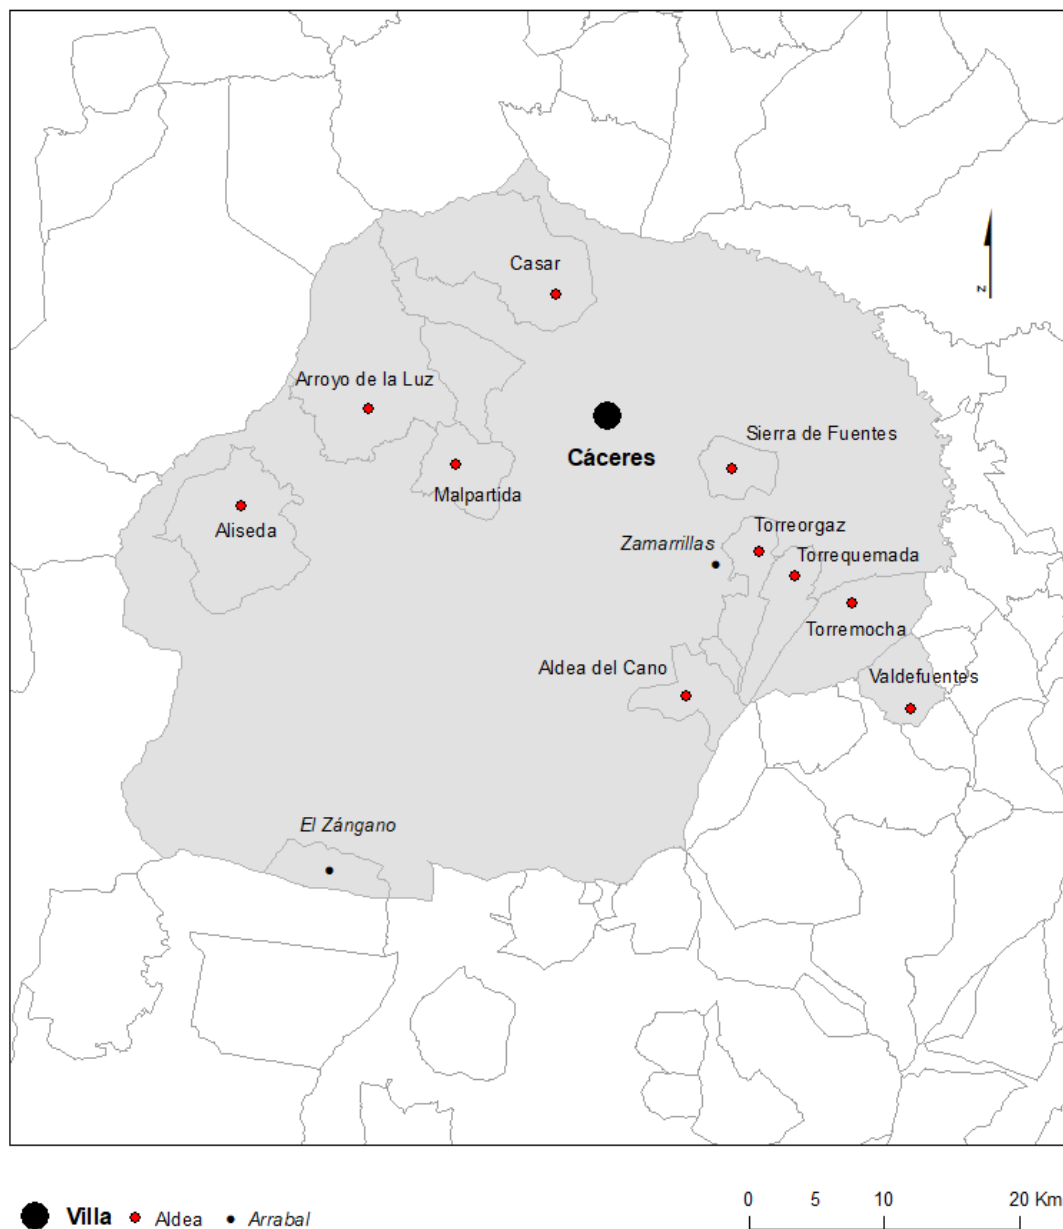 Casar
z
Arroyo de la Luz
Sierra de Fuentes
Cáceres
Malpartida
Aliseda
Torreorgaz
Zamarrillas
Torrequemada
Torremocha
Aldea del Cano
Valdefuentes
El Zángano
0 5 10 20 Km
Villa Aldea Arrabal